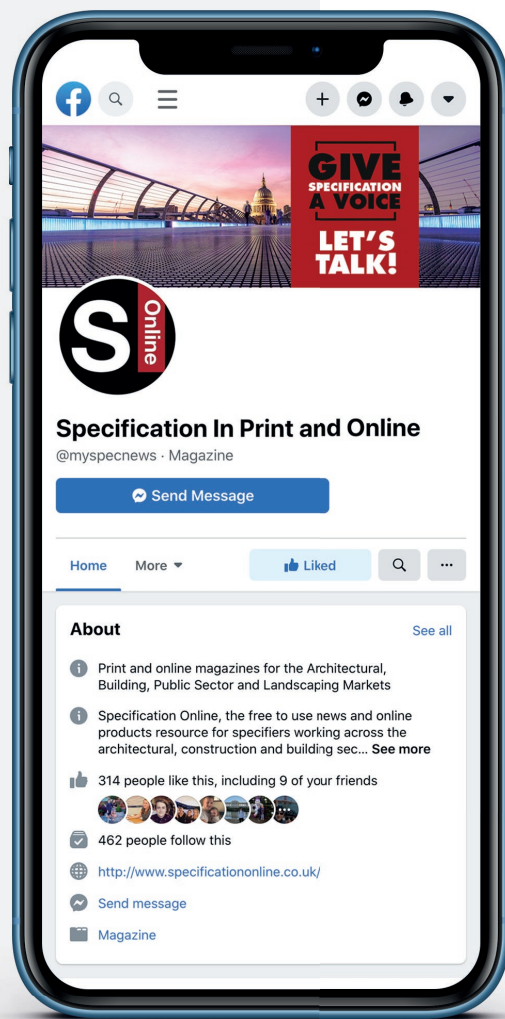 GIVE
SPECIFICATION
A VOICE
LET'S
TALK!
S Online
Specification In Print and Online
@myspecnews · Magazine
Send Message
Home More Liked
About See all
Print and online magazines for the Architectural,
Building, Public Sector and Landscaping Markets
Specification Online, the free to use news and online
products resource for specifiers working across the
architectural, construction and building sec... See more
314 people like this, including 9 of your friends
462 people follow this
http://www.specificationonline.co.uk/
Send message
Magazine